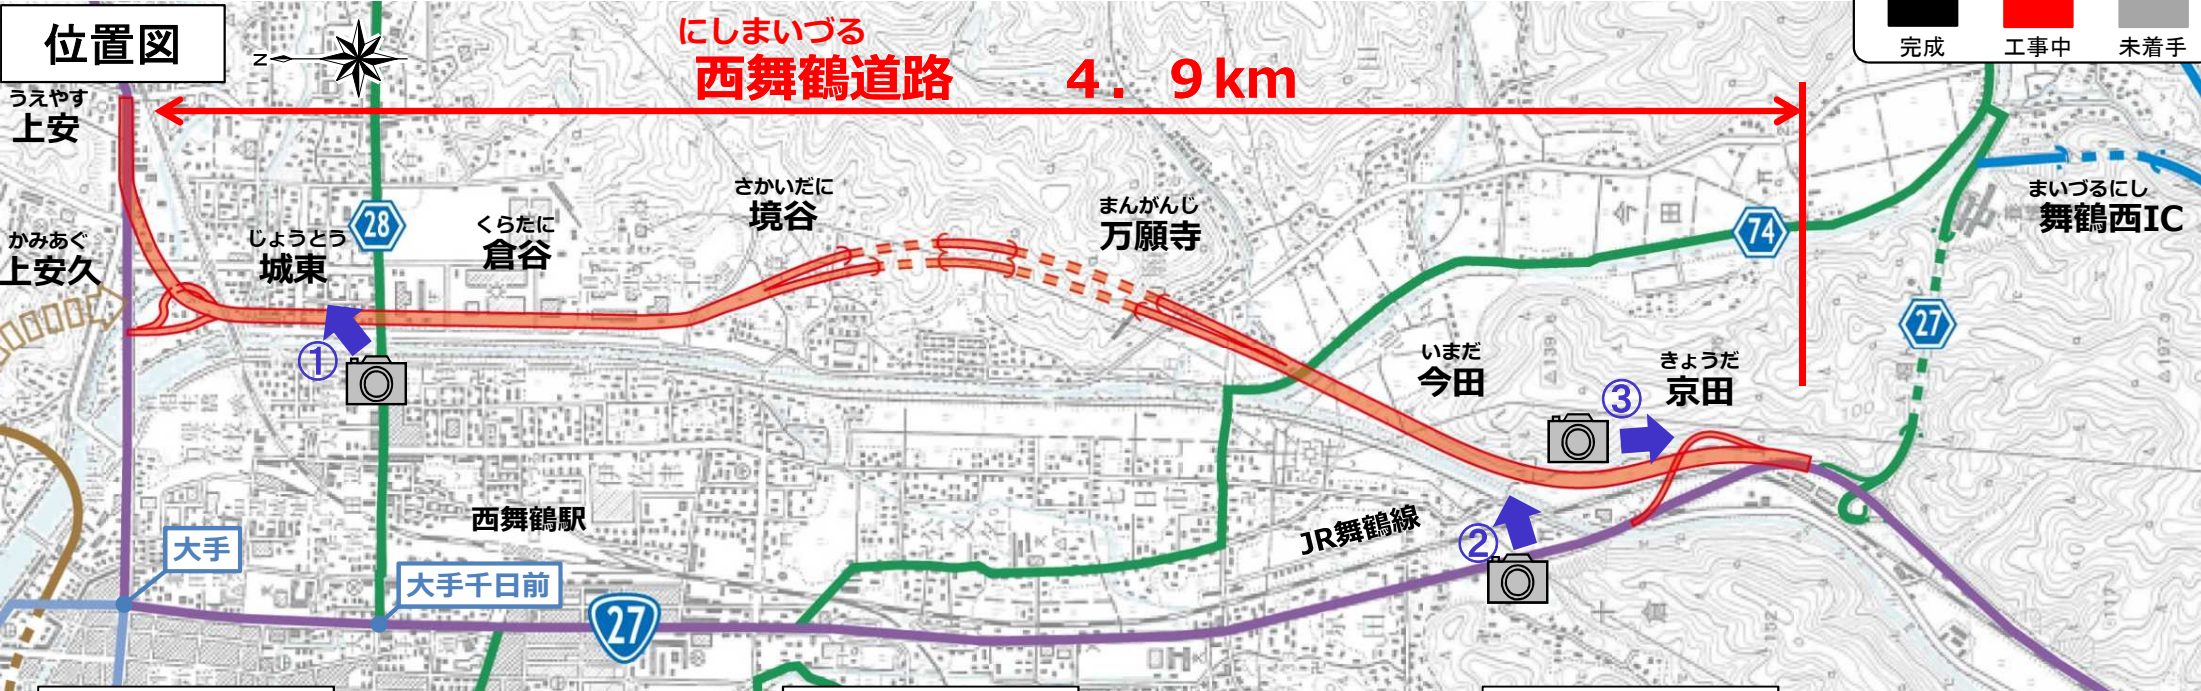 位置図
N
にしまいづる
西舞鶴道路 4．9km
完成 工事中 未着手
うえやす
上安
かみあぐ
上安久
じょうとう
城東
28
くらたに
倉谷
さかいだに
境谷
まんがんじ
万願寺
74
まいづるにし
舞鶴西IC
27
いまだ
今田
きょうだ
京田
①
③
②
西舞鶴駅
JR舞鶴線
大手
大手千日前
27
今田
十倉